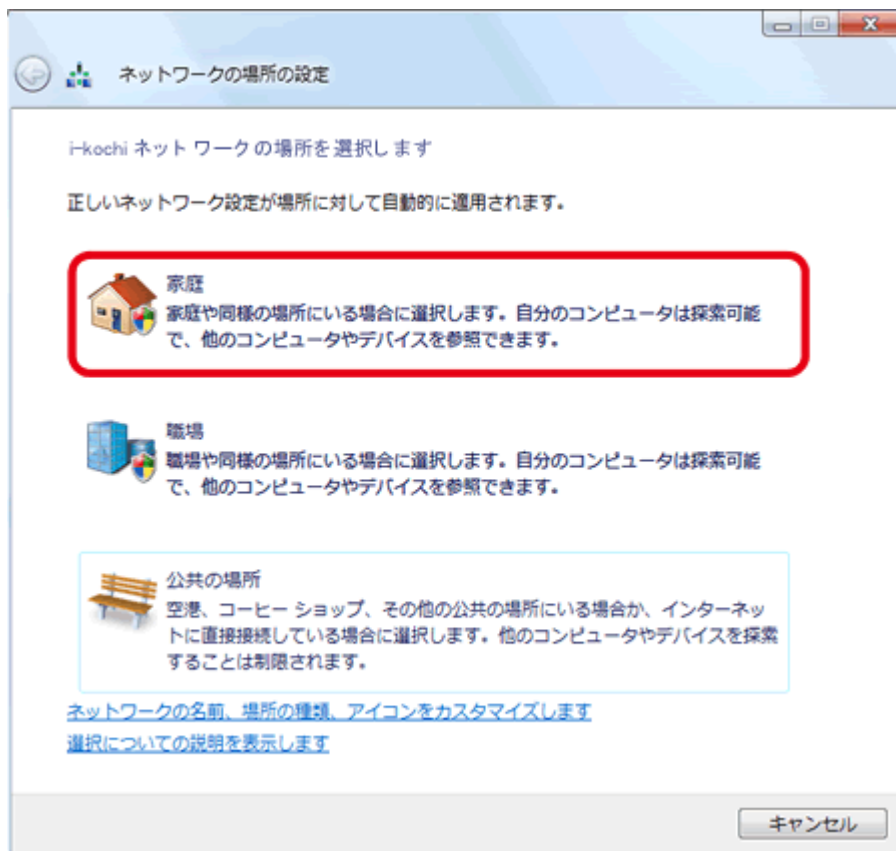 ネットワークの場所の設定
i-kochi ネットワークの場所を選択します
正しいネットワーク設定が場所に対して自動的に適用されます。
家庭
家庭や同様の場所にいる場合に選択します。自分のコンピュータは探索可能
で、他のコンピュータやデバイスを参照できます。
職場
職場や同様の場所にいる場合に選択します。自分のコンピュータは探索可能
で、他のコンピュータやデバイスを参照できます。
公共の場所
空港、コーヒー ショップ、その他の公共の場所にいる場合か、インターネッ
トに直接接続している場合に選択します。他のコンピュータやデバイスを探索
することは制限されます。
ネットワークの名前、場所の種類、アイコンをカスタマイズします
選択についての説明を表示します
キャンセル